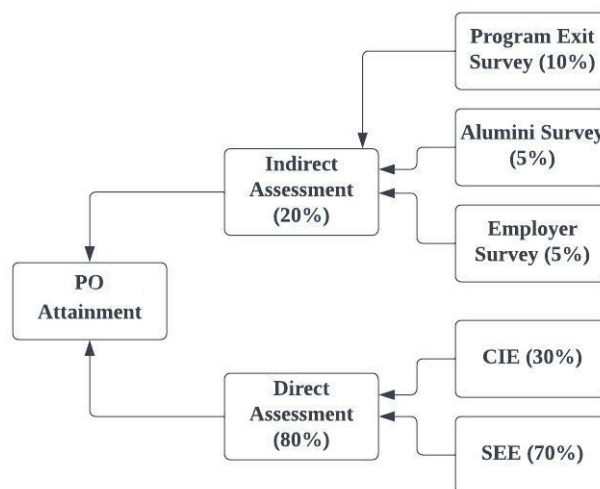 Program Exit
Survey (10%)
Alumini Survey
(5%)
Indirect
Assessment
(20%)
Employer
Survey (5%)
PO
Attainment
CIE (30%)
Direct
Assessment
(80%)
SEE (70%)